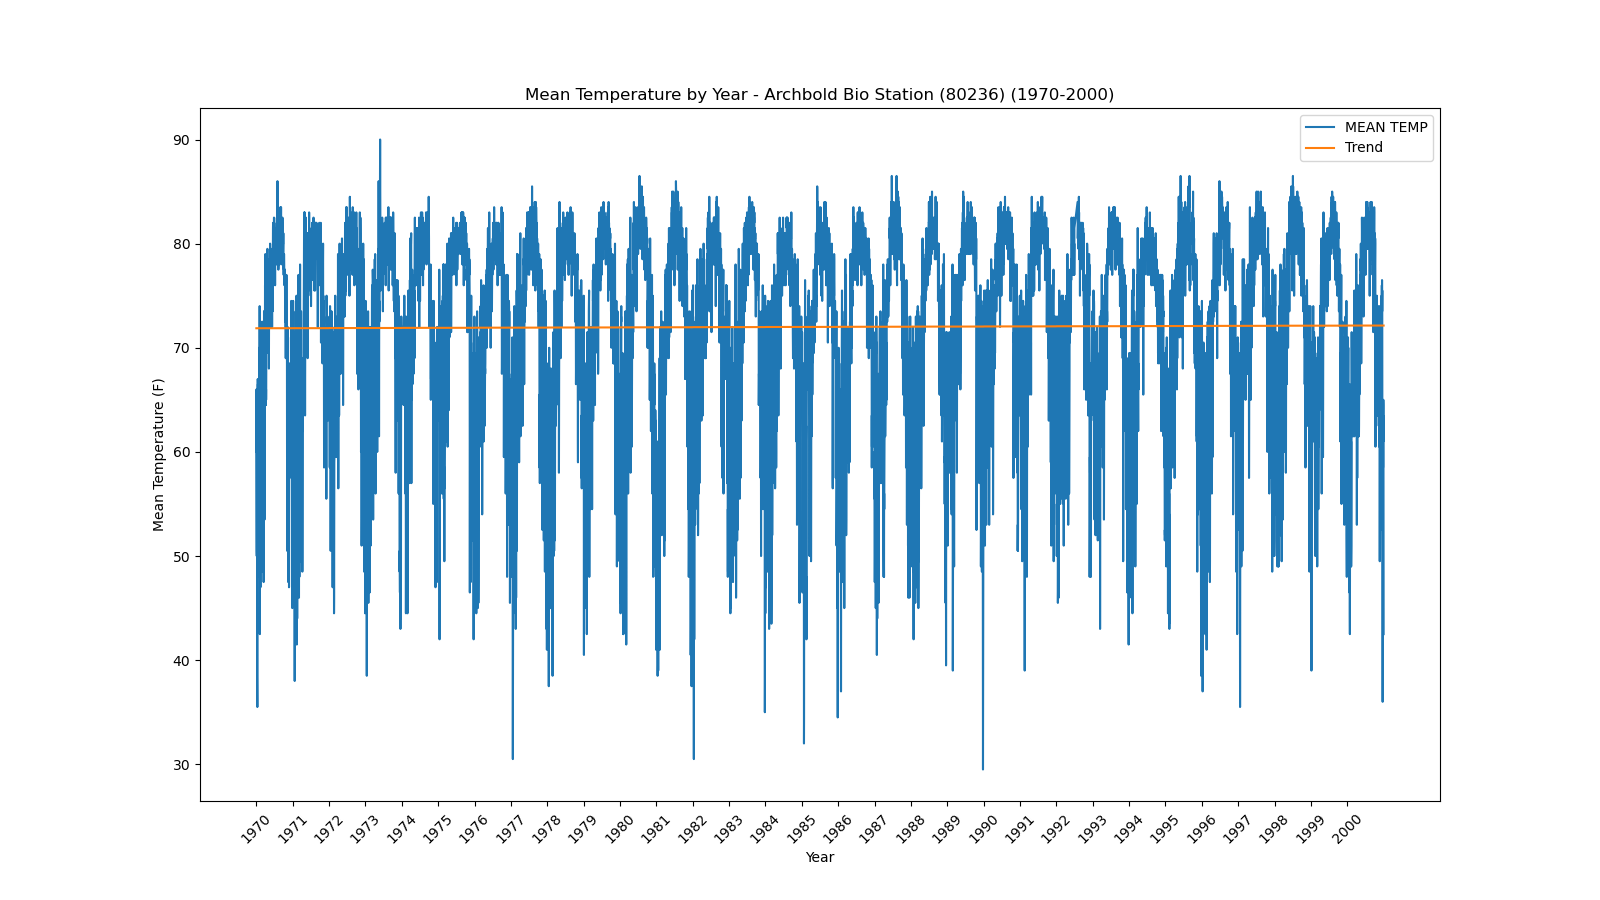 Mean Temperature by Year - Archbold Bio Station (80236) (1970-2000)
MEAN TEMP
Trend
90
80
70
60
50
40
30
Mean Temperature (F)
1970 1971 1972 1973 1974 1975 1976 1977 1978 1979 1980 1981 1982 1983 1984 1985 1986 1987 1988 1989 1990 1991 1992 1993 1994 1995 1996 1997 1998 1999 2000
Year